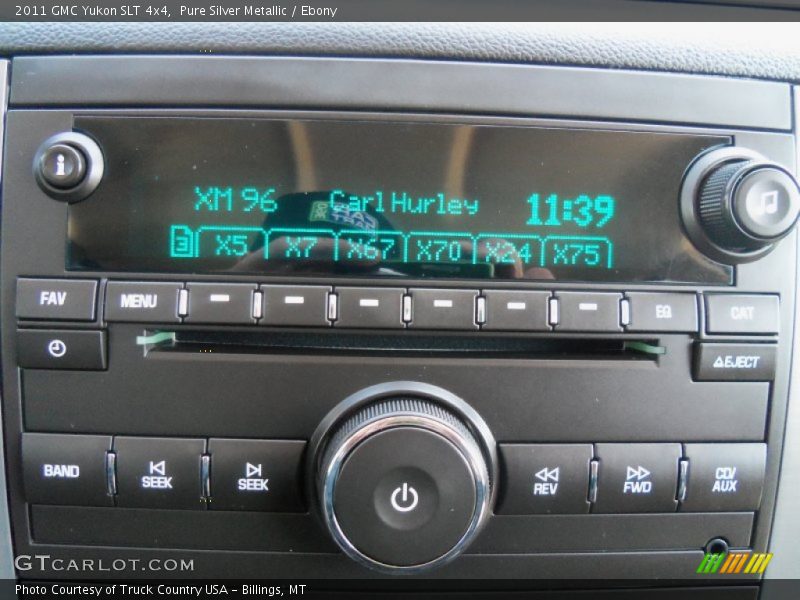 2011 GMC Yukon SLT 4x4, Pure Silver Metallic / Ebony
i
XM 96 Carl Hurley 11:39
3 X5 X7 X67 X70 X24 X75
FAV MENU EQ CAT
EJECT
BAND SEEK SEEK REV FWD CD/AUX
GTCARLOT.COM
Photo Courtesy of Truck Country USA – Billings, MT